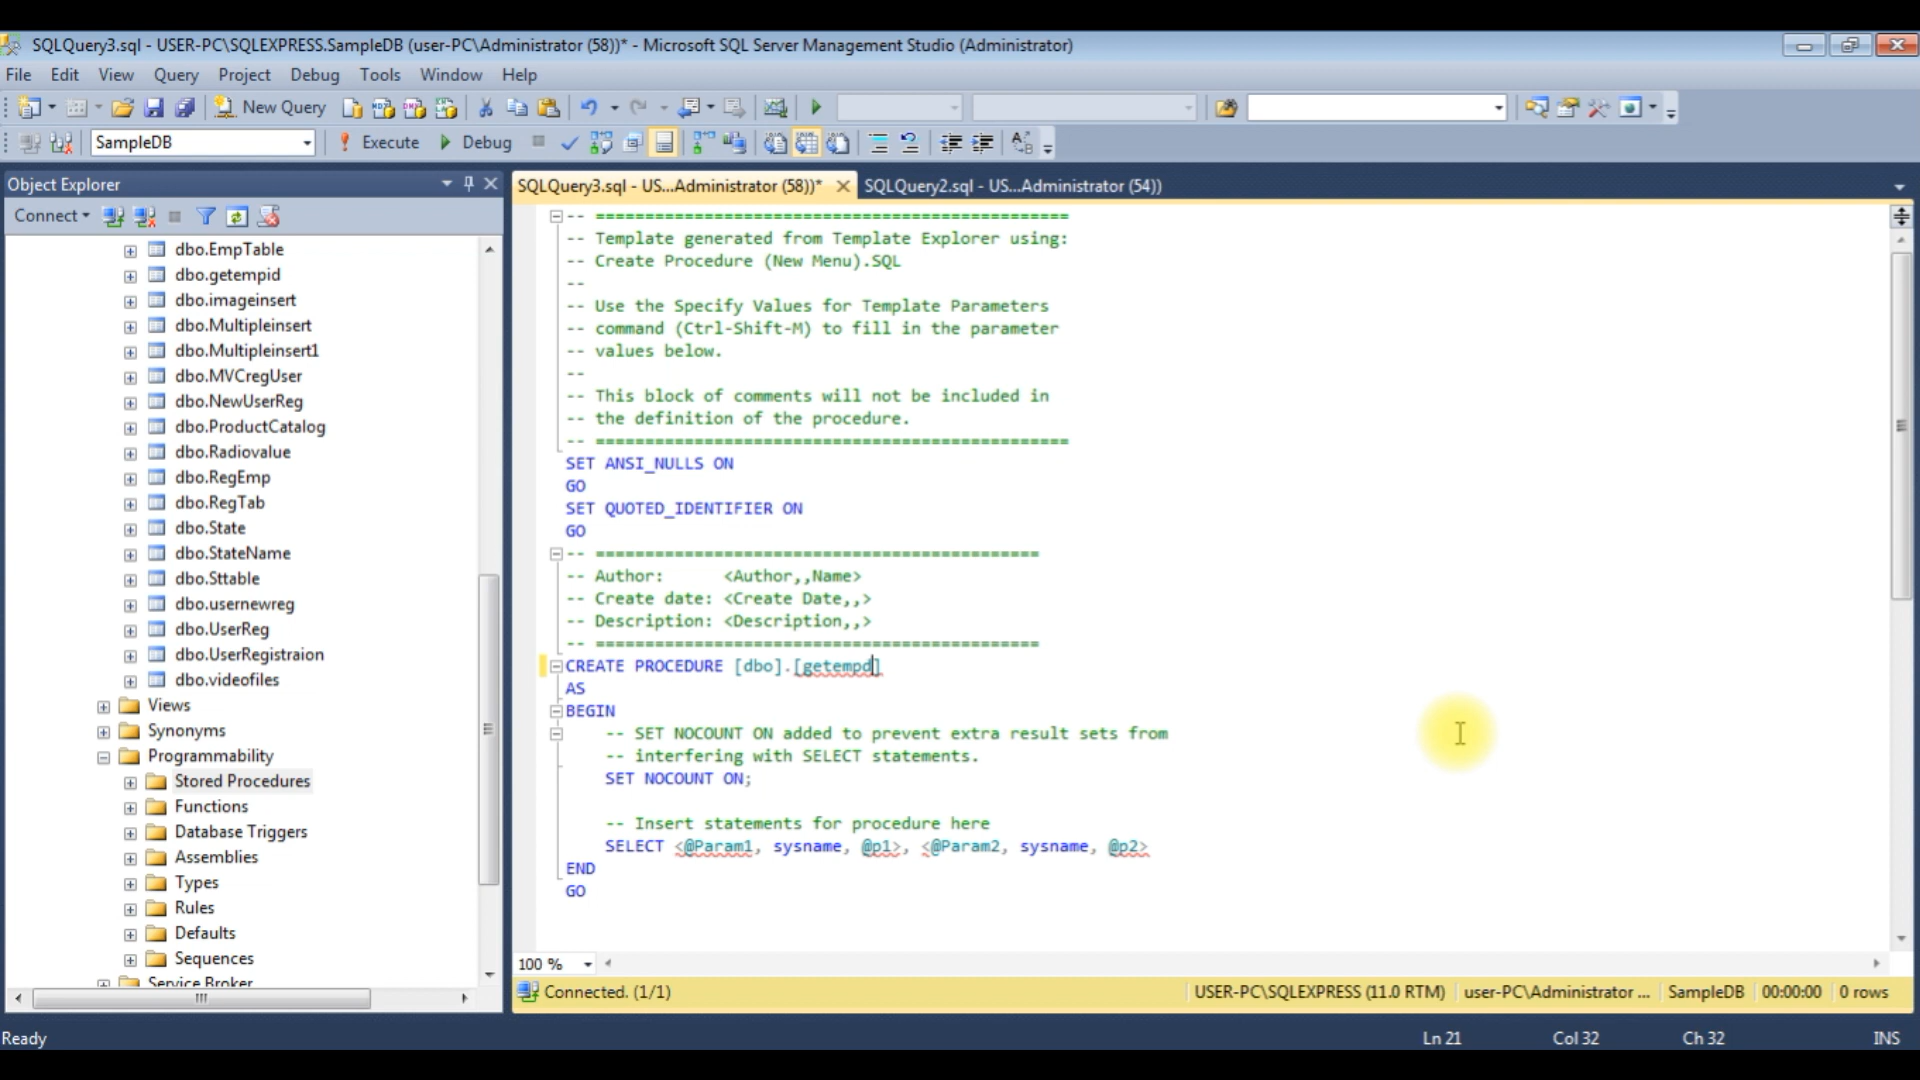 SQLQuery3.sql - USER-PC\SQLEXPRESS.SampleDB (user-PC\Administrator (58))* - Microsoft SQL Server Management Studio (Administrator)
File Edit View Query Project Debug Tools Window Help
New Query
SampleDB Execute Debug
Object Explorer
SQLQuery3.sql - US...Administrator (58))* SQLQuery2.sql - US...Administrator (54))
Connect
dbo.EmpTable
dbo.getempid
dbo.imageinsert
dbo.Multipleinsert
dbo.Multipleinsert1
dbo.MVCregUser
dbo.NewUserReg
dbo.ProductCatalog
dbo.Radiovalue
dbo.RegEmp
dbo.RegTab
dbo.State
dbo.StateName
dbo.Sttable
dbo.usernewreg
dbo.UserReg
dbo.UserRegistraion
dbo.videofiles
Views
Synonyms
Programmability
Stored Procedures
Functions
Database Triggers
Assemblies
Types
Rules
Defaults
Sequences
Service Broker
-- ================================================
-- Template generated from Template Explorer using:
-- Create Procedure (New Menu).SQL
--
-- Use the Specify Values for Template Parameters
-- command (Ctrl-Shift-M) to fill in the parameter
-- values below.
--
-- This block of comments will not be included in
-- the definition of the procedure.
-- ================================================
SET ANSI_NULLS ON
GO
SET QUOTED_IDENTIFIER ON
GO
-- =============================================
-- Author: <Author,,Name>
-- Create date: <Create Date,,>
-- Description: <Description,,>
-- =============================================
CREATE PROCEDURE [dbo].[getempd]
AS
BEGIN
-- SET NOCOUNT ON added to prevent extra result sets from
-- interfering with SELECT statements.
SET NOCOUNT ON;
-- Insert statements for procedure here
SELECT <@Param1, sysname, @p1>, <@Param2, sysname, @p2>
END
GO
100 %
Connected. (1/1) USER-PC\SQLEXPRESS (11.0 RTM) user-PC\Administrator ... SampleDB 00:00:00 0 rows
Ready Ln 21 Col 32 Ch 32 INS